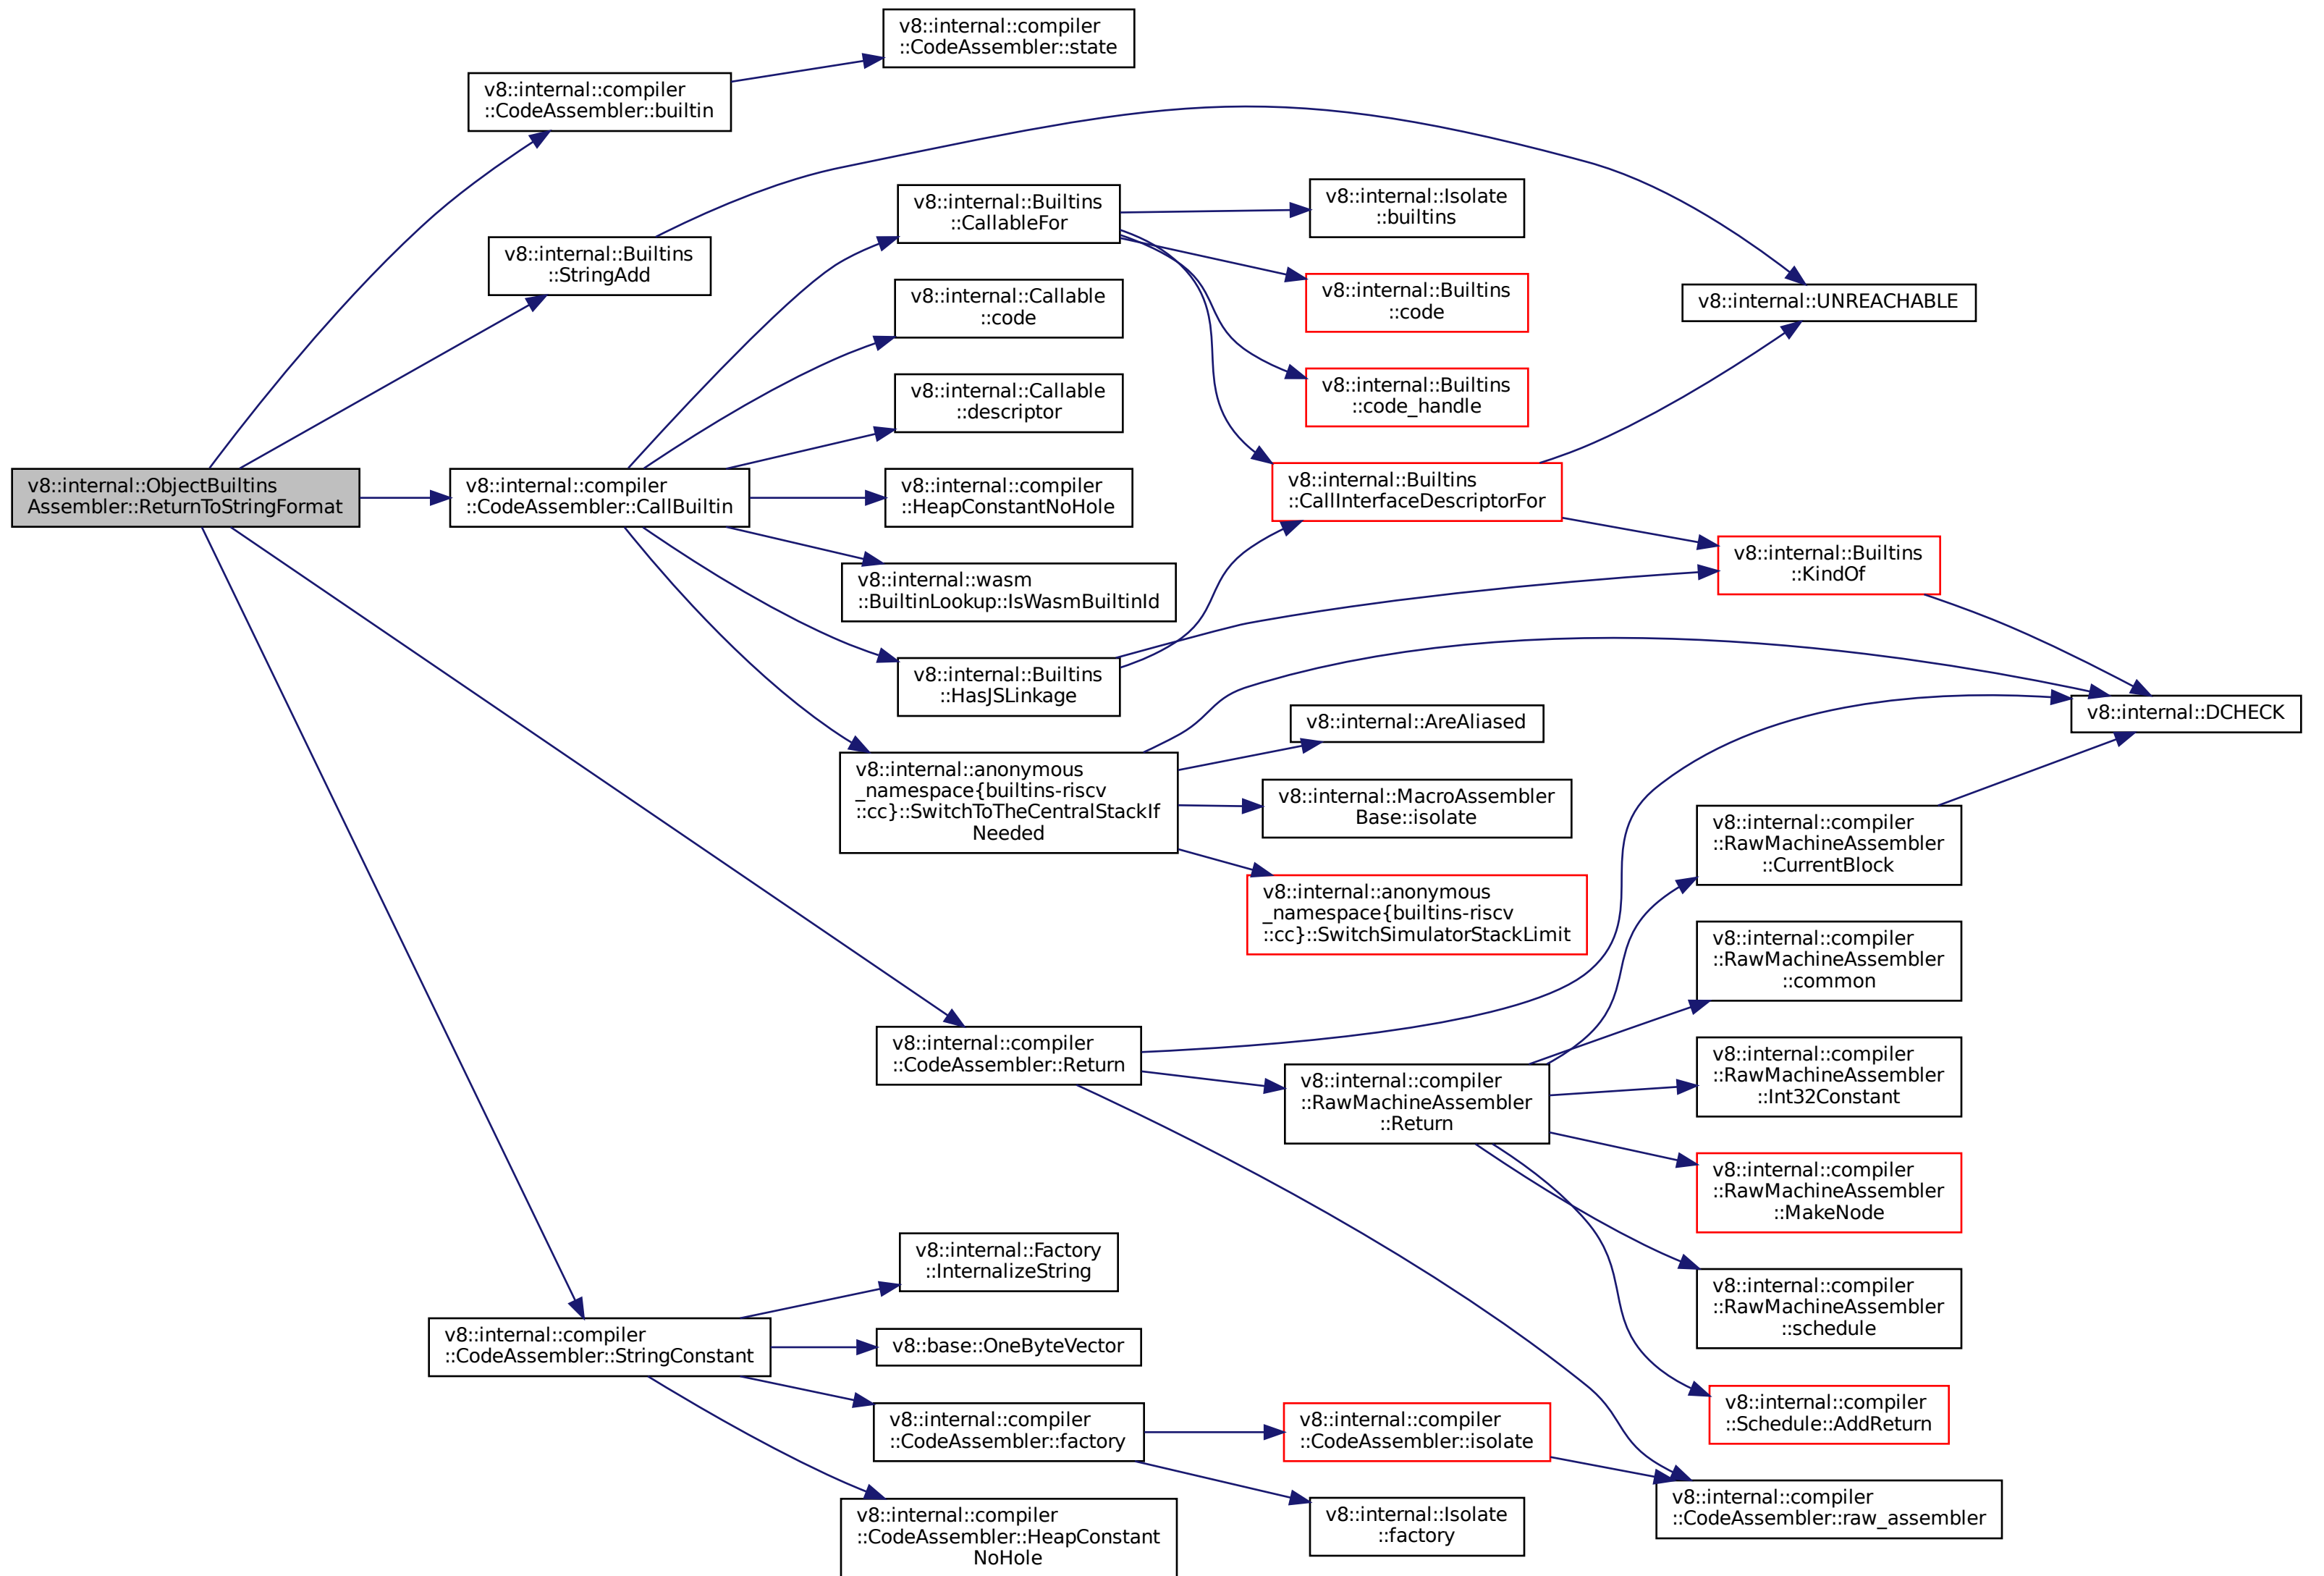 v8::internal::ObjectBuiltins
Assembler::ReturnToStringFormat
v8::internal::compiler
::CodeAssembler::builtin
v8::internal::compiler
::CodeAssembler::state
v8::internal::Builtins
::StringAdd
v8::internal::UNREACHABLE
v8::internal::compiler
::CodeAssembler::CallBuiltin
v8::internal::Builtins
::CallableFor
v8::internal::Isolate
::builtins
v8::internal::Builtins
::code
v8::internal::Builtins
::code_handle
v8::internal::Builtins
::CallInterfaceDescriptorFor
v8::internal::Builtins
::KindOf
v8::internal::DCHECK
v8::internal::Callable
::code
v8::internal::Callable
::descriptor
v8::internal::compiler
::HeapConstantNoHole
v8::internal::wasm
::BuiltinLookup::IsWasmBuiltinId
v8::internal::Builtins
::HasJSLinkage
v8::internal::anonymous
_namespace{builtins-riscv
::cc}::SwitchToTheCentralStackIf
Needed
v8::internal::AreAliased
v8::internal::MacroAssembler
Base::isolate
v8::internal::anonymous
_namespace{builtins-riscv
::cc}::SwitchSimulatorStackLimit
v8::internal::compiler
::CodeAssembler::Return
v8::internal::compiler
::RawMachineAssembler
::Return
v8::internal::compiler
::RawMachineAssembler
::CurrentBlock
v8::internal::compiler
::RawMachineAssembler
::common
v8::internal::compiler
::RawMachineAssembler
::Int32Constant
v8::internal::compiler
::RawMachineAssembler
::MakeNode
v8::internal::compiler
::RawMachineAssembler
::schedule
v8::internal::compiler
::Schedule::AddReturn
v8::internal::compiler
::CodeAssembler::raw_assembler
v8::internal::compiler
::CodeAssembler::StringConstant
v8::internal::Factory
::InternalizeString
v8::base::OneByteVector
v8::internal::compiler
::CodeAssembler::factory
v8::internal::compiler
::CodeAssembler::isolate
v8::internal::Isolate
::factory
v8::internal::compiler
::CodeAssembler::HeapConstant
NoHole